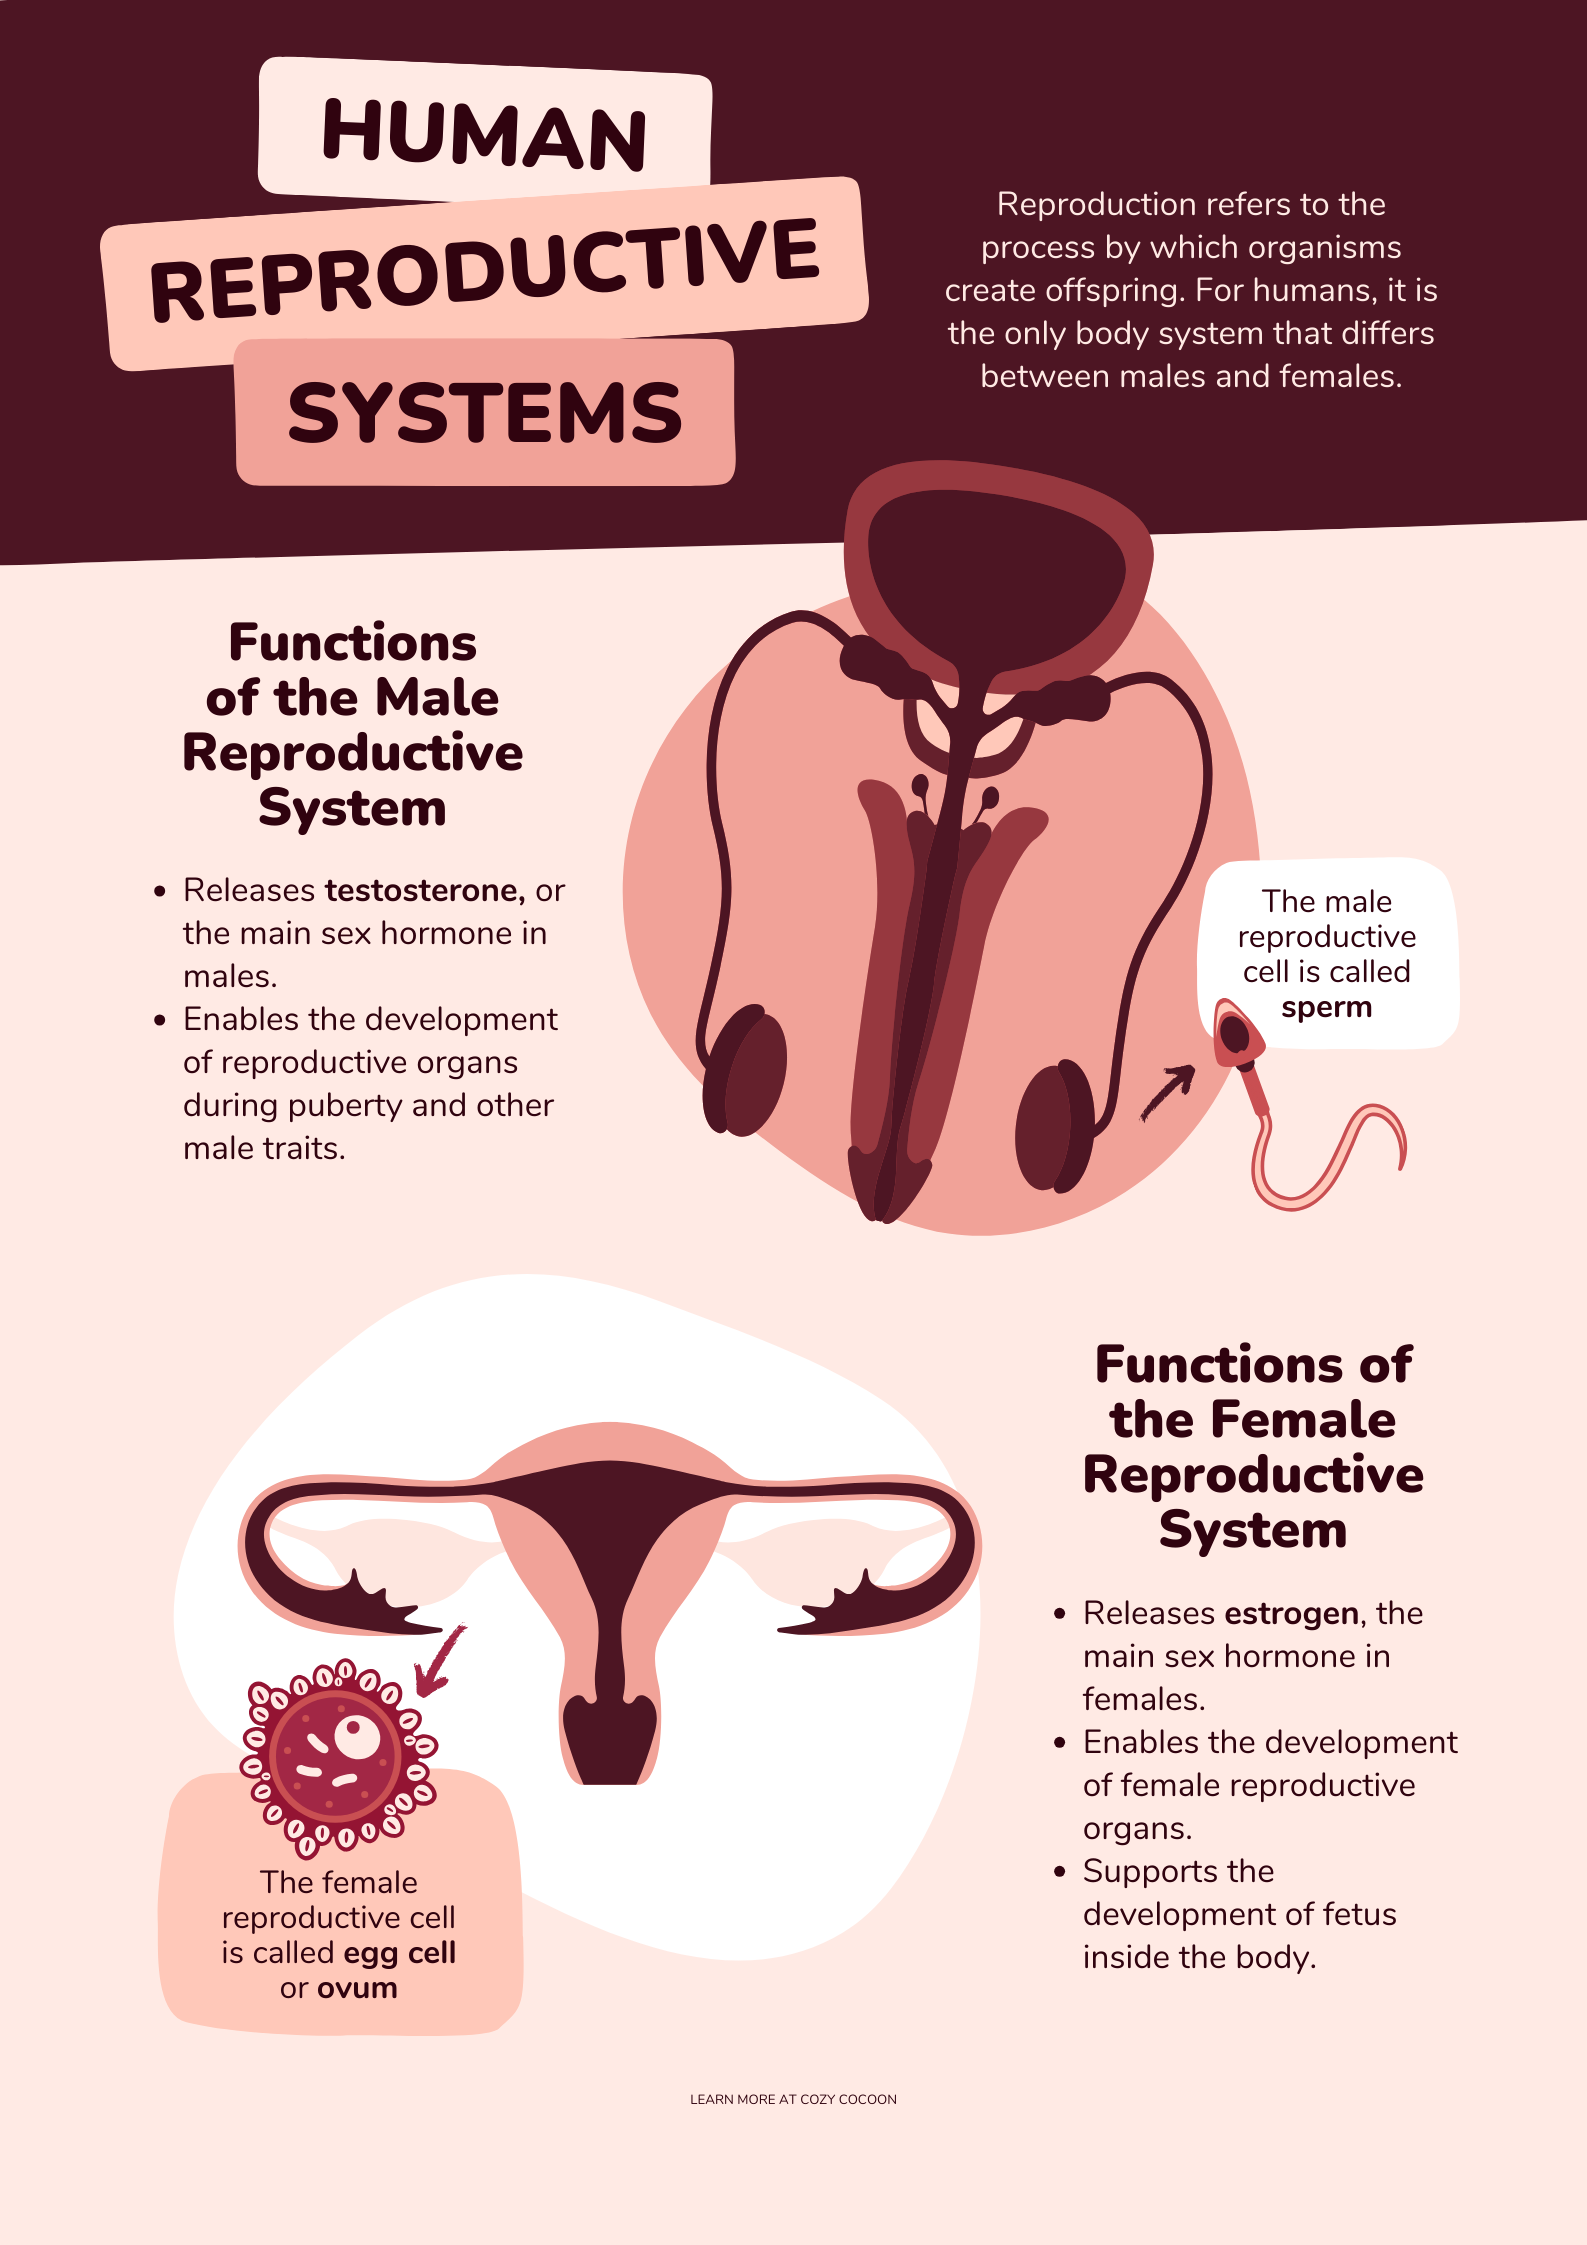 HUMAN
REPRODUCTIVE
SYSTEMS
Reproduction refers to the
process by which organisms
create offspring. For humans, it is
the only body system that differs
between males and females.
Functions
of the Male
Reproductive
System
• Releases testosterone, or
the main sex hormone in
males.
• Enables the development
of reproductive organs
during puberty and other
male traits.
The male
reproductive
cell is called
sperm
Functions of
the Female
Reproductive
System
• Releases estrogen, the
main sex hormone in
females.
• Enables the development
of female reproductive
organs.
• Supports the
development of fetus
inside the body.
The female
reproductive cell
is called egg cell
or ovum
LEARN MORE AT COZY COCOON